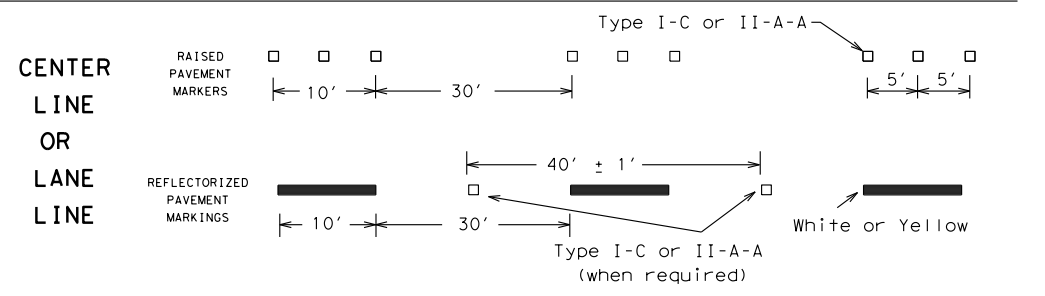 CENTER
LINE
OR
LANE
LINE
RAISED
PAVEMENT
MARKERS
Type I-C or II-A-A
10'
30'
5' 5'
REFLECTORIZED
PAVEMENT
MARKINGS
40' ± 1'
10'
30'
Type I-C or II-A-A
(when required)
White or Yellow